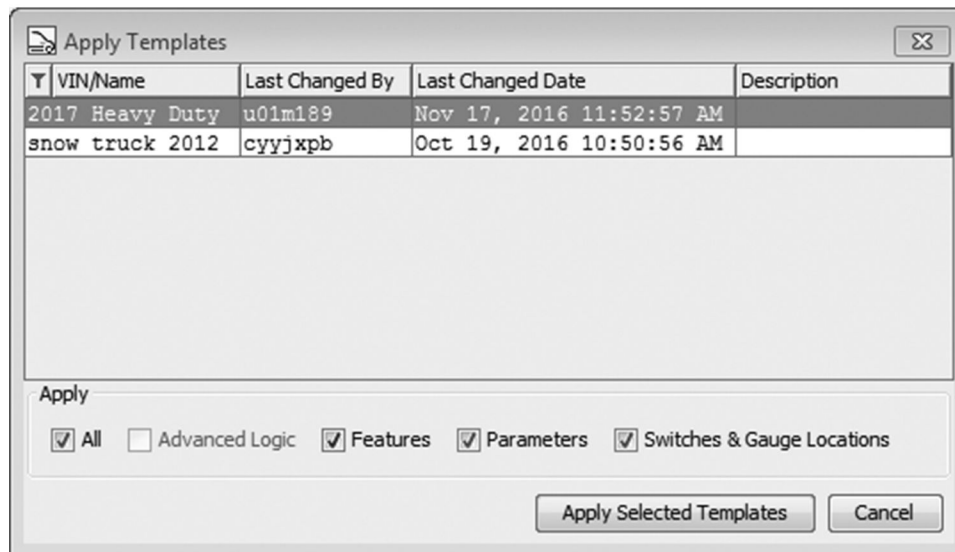 Apply Templates
VIN/Name Last Changed By Last Changed Date Description
2017 Heavy Duty u01m189 Nov 17, 2016 11:52:57 AM
snow truck 2012 cyyjxpb Oct 19, 2016 10:50:56 AM
Apply
All Advanced Logic Features Parameters Switches & Gauge Locations
Apply Selected Templates Cancel